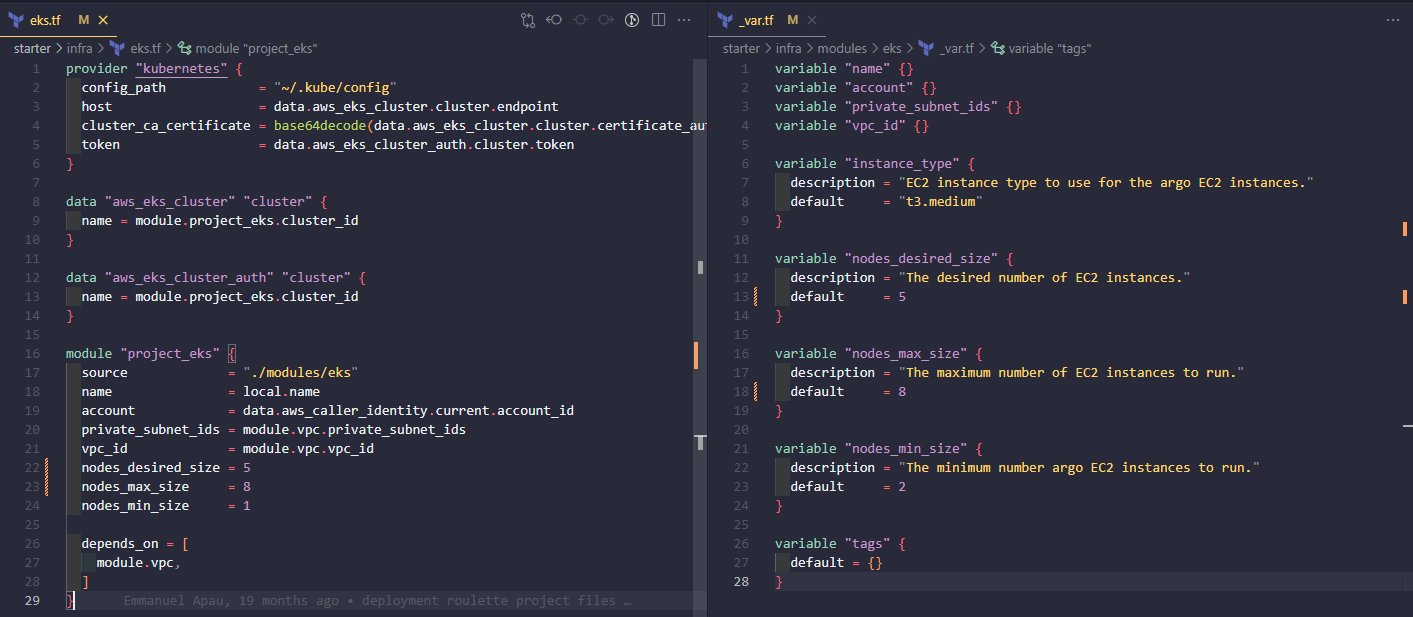 eks.tf M
starter > infra > eks.tf > module "project_eks"
1 provider "kubernetes" {
2 config_path = "~/.kube/config"
3 host = data.aws_eks_cluster.cluster.endpoint
4 cluster_ca_certificate = base64decode(data.aws_eks_cluster.cluster.certificate_au
5 token = data.aws_eks_cluster_auth.cluster.token
6 }
7
8 data "aws_eks_cluster" "cluster" {
9 name = module.project_eks.cluster_id
10 }
11
12 data "aws_eks_cluster_auth" "cluster" {
13 name = module.project_eks.cluster_id
14 }
15
16 module "project_eks" {
17 source = "./modules/eks"
18 name = local.name
19 account = data.aws_caller_identity.current.account_id
20 private_subnet_ids = module.vpc.private_subnet_ids
21 vpc_id = module.vpc.vpc_id
22 nodes_desired_size = 5
23 nodes_max_size = 8
24 nodes_min_size = 1
25
26 depends_on = [
27 module.vpc,
28 ]
29 } Emmanuel Apau, 19 months ago • deployment roulette project files …
_var.tf M
starter > infra > modules > eks > _var.tf > variable "tags"
1 variable "name" {}
2 variable "account" {}
3 variable "private_subnet_ids" {}
4 variable "vpc_id" {}
5
6 variable "instance_type" {
7 description = "EC2 instance type to use for the argo EC2 instances."
8 default = "t3.medium"
9 }
10
11 variable "nodes_desired_size" {
12 description = "The desired number of EC2 instances."
13 default = 5
14 }
15
16 variable "nodes_max_size" {
17 description = "The maximum number of EC2 instances to run."
18 default = 8
19 }
20
21 variable "nodes_min_size" {
22 description = "The minimum number argo EC2 instances to run."
23 default = 2
24 }
25
26 variable "tags" {
27 default = {}
28 }